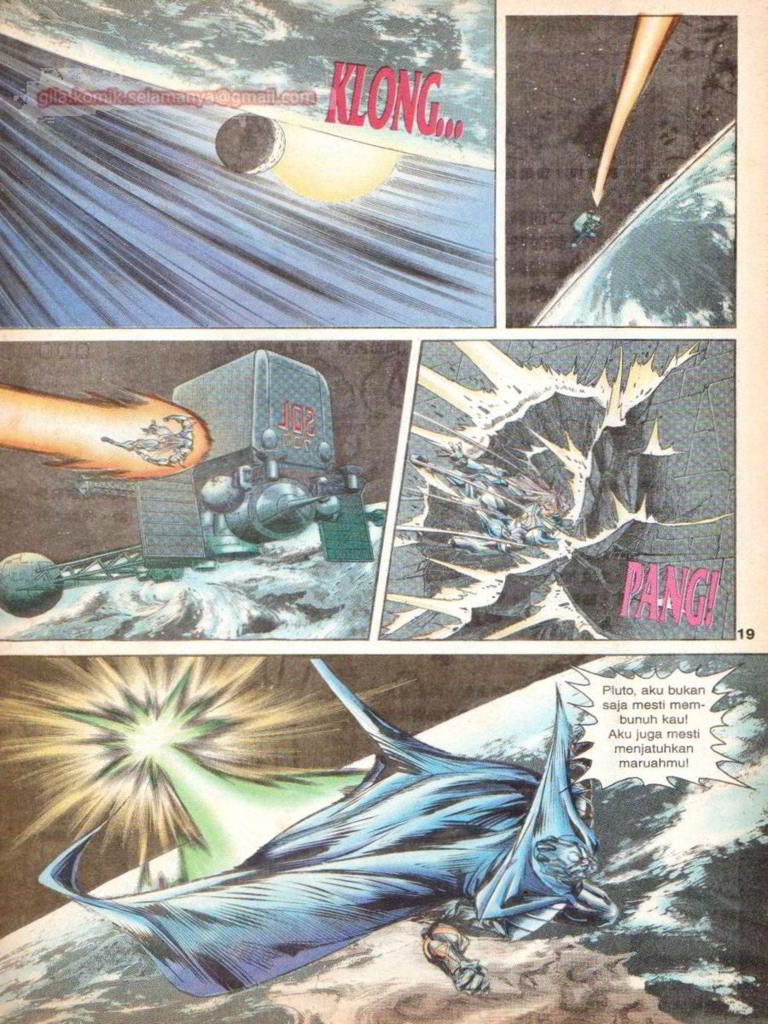 gila.komik.selamanya@gmail.com
KLONG...
PANG!
19
Pluto, aku bukan
saja mesti mem-
bunuh kau!
Aku juga mesti
menjatuhkan
maruahmu!